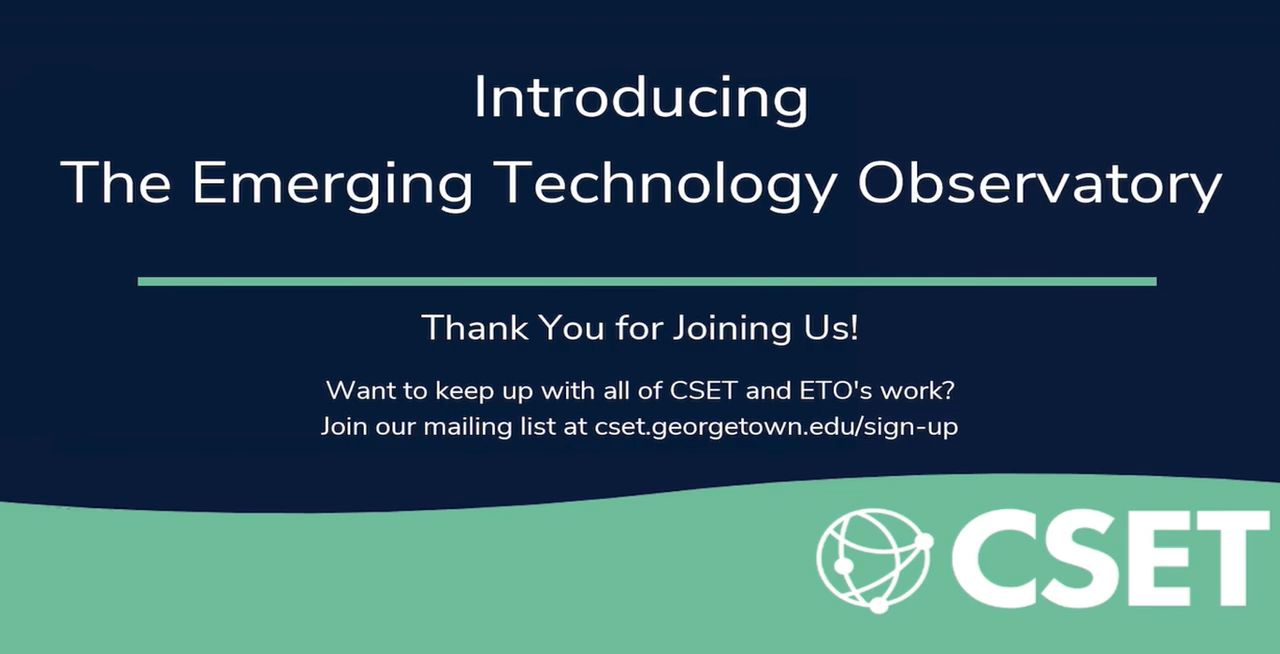 Introducing
The Emerging Technology Observatory
Thank You for Joining Us!
Want to keep up with all of CSET and ETO's work?
Join our mailing list at cset.georgetown.edu/sign-up
CSET